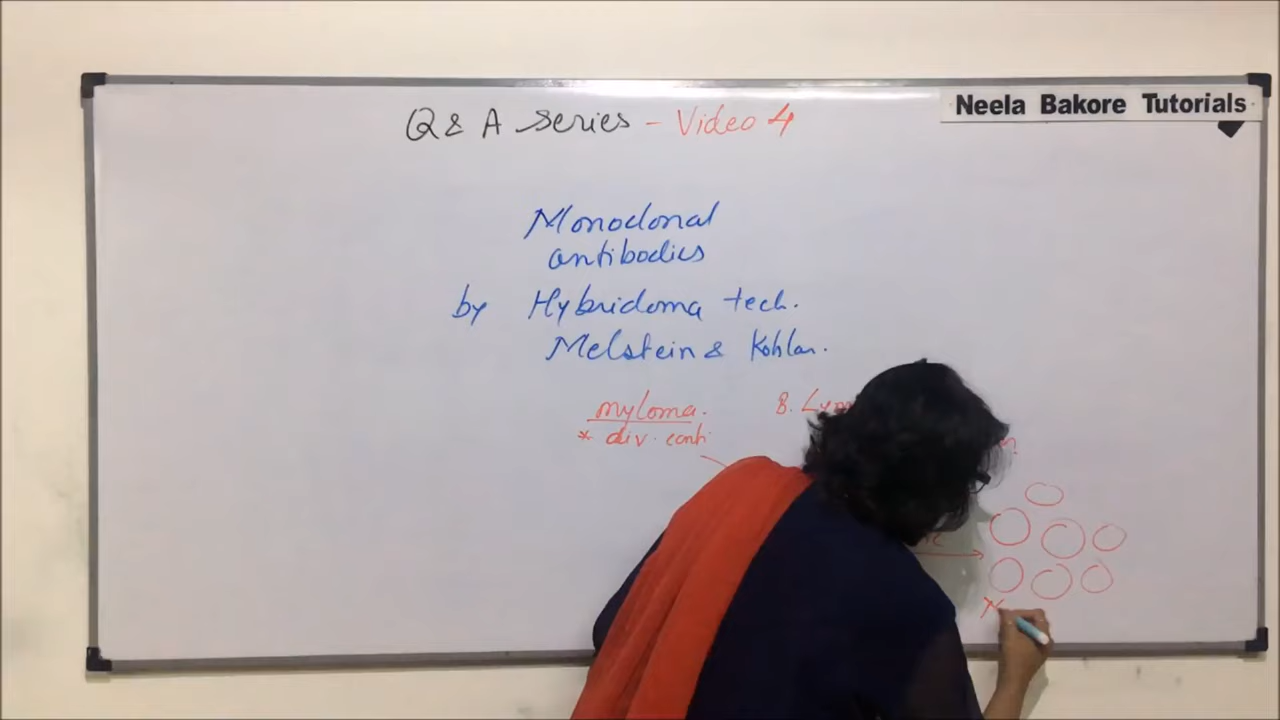 Neela Bakore Tutorials
Q & A Series - Video 4
Monoclonal
antibodies
by Hybridoma tech.
Melstein & Kohlar.
myloma.
* div. conti